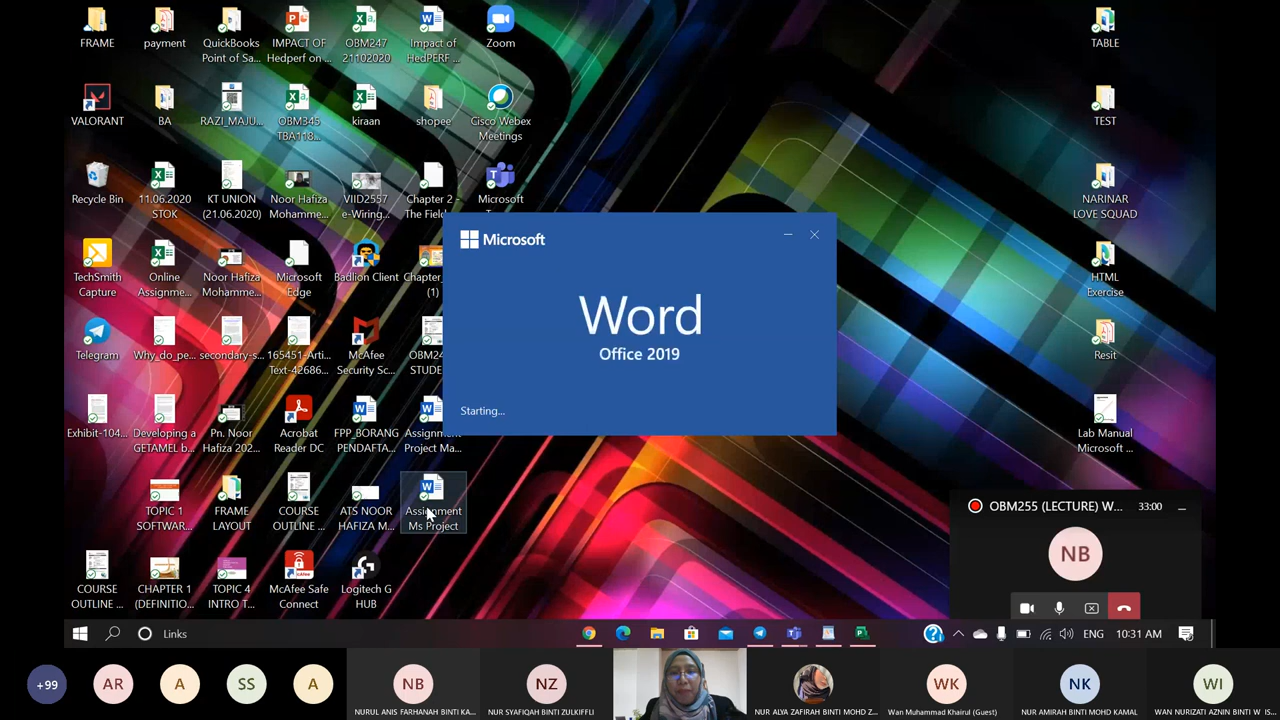 FRAME
payment
QuickBooks
Point of Sa...
IMPACT OF
Hedperf on ...
OBM247
21102020
Impact of
HedPERF ...
Zoom
TABLE
VALORANT
BA
RAZI_MAJU...
OBM345
TBA118...
kiraan
shopee
Cisco Webex
Meetings
TEST
Recycle Bin
11.06.2020
STOK
KT UNION
(21.06.2020)
Noor Hafiza
Mohamme...
VIID2557
e-Wiring...
Chapter 2 -
The Field...
Microsoft
NARINAR
LOVE SQUAD
TechSmith
Capture
Online
Assignme...
Noor Hafiza
Mohamme...
Microsoft
Edge
Badlion Client
Chapter_
(1)
HTML
Exercise
Microsoft
Word
Office 2019
Starting...
Telegram
Why_do_pe...
secondary-s...
165451-Arti...
Text-42686...
McAfee
Security Sc...
OBM24
STUDE
Resit
Exhibit-104...
Developing a
GETAMEL b...
Pn. Noor
Hafiza 202...
Acrobat
Reader DC
FPP_BORANG
PENDAFTA...
Assignm
Project Ma...
Lab Manual
Microsoft ...
TOPIC 1
SOFTWAR...
FRAME
LAYOUT
COURSE
OUTLINE ...
ATS NOOR
HAFIZA M...
Assignment
Ms Project
OBM255 (LECTURE) W...
33:00
NB
COURSE
OUTLINE ...
CHAPTER 1
(DEFINITIO...
TOPIC 4
INTRO T...
McAfee Safe
Connect
Logitech G
HUB
Links
ENG
10:31 AM
+99
AR
A
SS
A
NB
NURUL ANIS FARHANAH BINTI KA...
NZ
NUR SYAFIQAH BINTI ZULKIFFLI
NUR ALYA ZAFIRAH BINTI MOHD Z...
WK
Wan Muhammad Khairul (Guest)
NK
NUR AMIRAH BINTI MOHD KAMAL
WI
WAN NURIZATI AZNIN BINTI W IS...